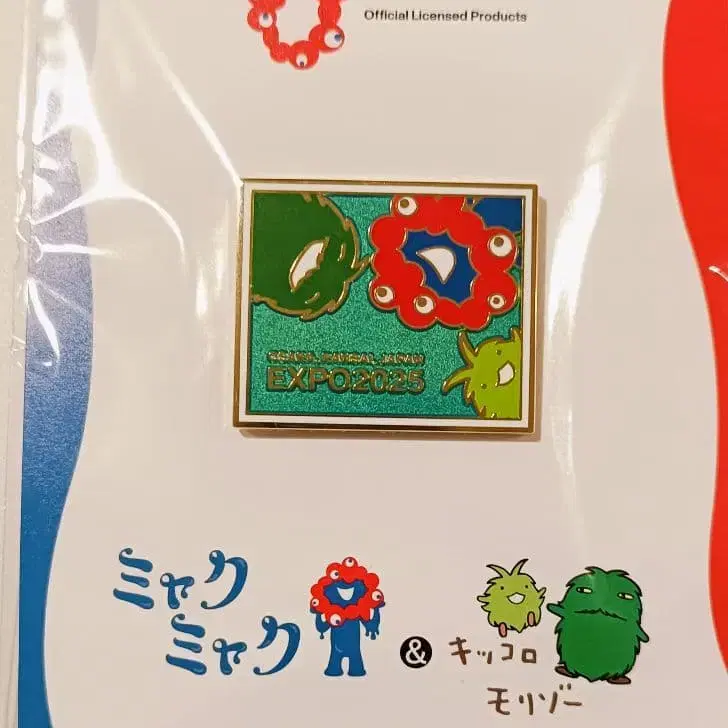 Official Licensed Products
OSAKA, KANSAI, JAPAN
EXPO2025
ミャク
ミャク
&
キッコロ
モリゾー